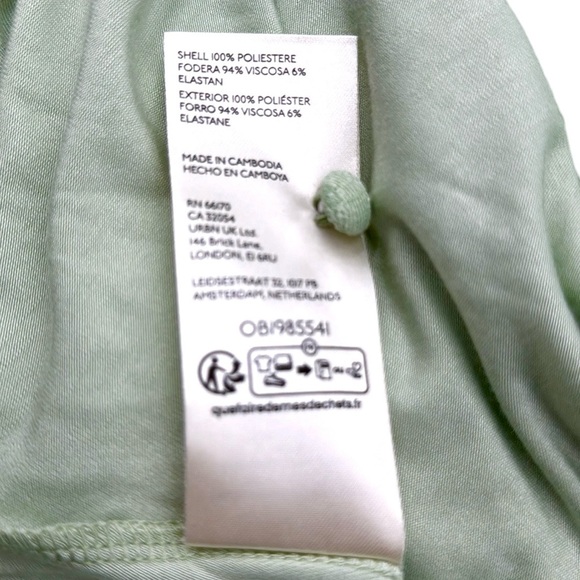 SHELL 100% POLIESTERE
FODERA 94% VISCOSA 6%
ELASTAN
EXTERIOR 100% POLIÉSTER
FORRO 94% VISCOSA 6%
ELASTANE
MADE IN CAMBODIA
HECHO EN CAMBOYA
RN 66170
CA 32054
URBN UK Ltd.
146 Brick Lane,
LONDON, E1 6RU
LEIDSESTRAAT 32, 1017 PB
AMSTERDAM, NETHERLANDS
OB1985541
FR
quefairedemesdechets.fr